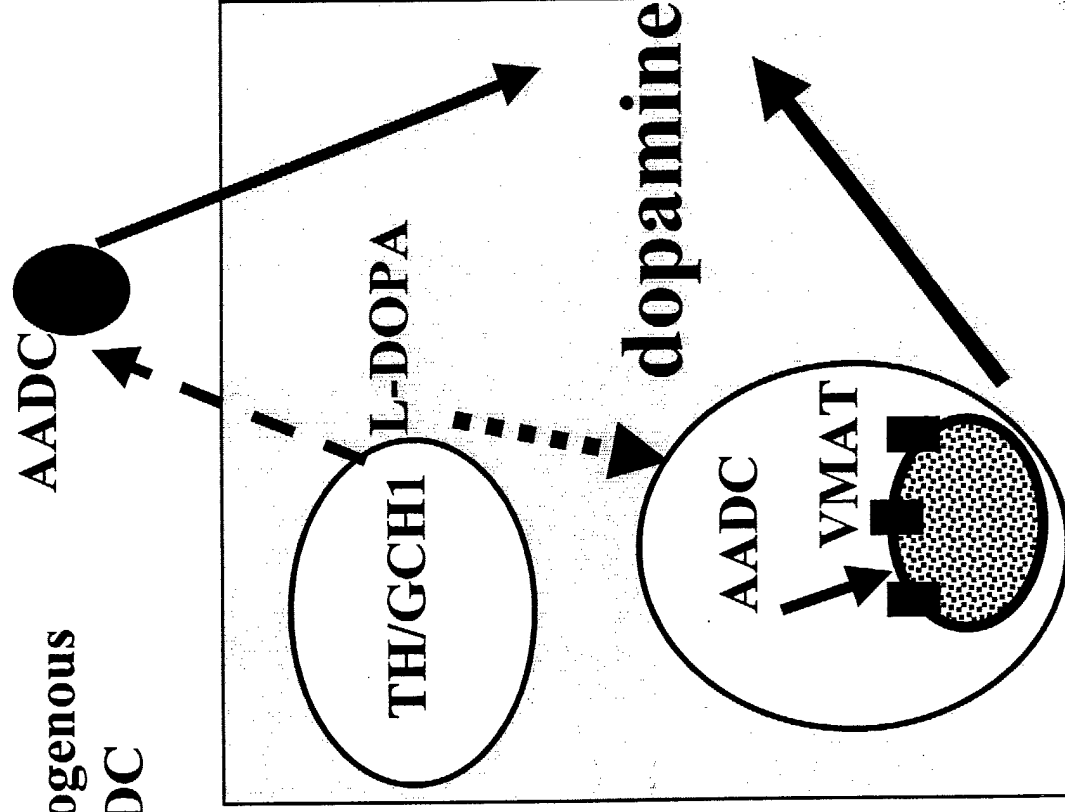 AADC
ogenous
DC
L-DOPA
TH/GCH1
dopamine
AADC
VMAT